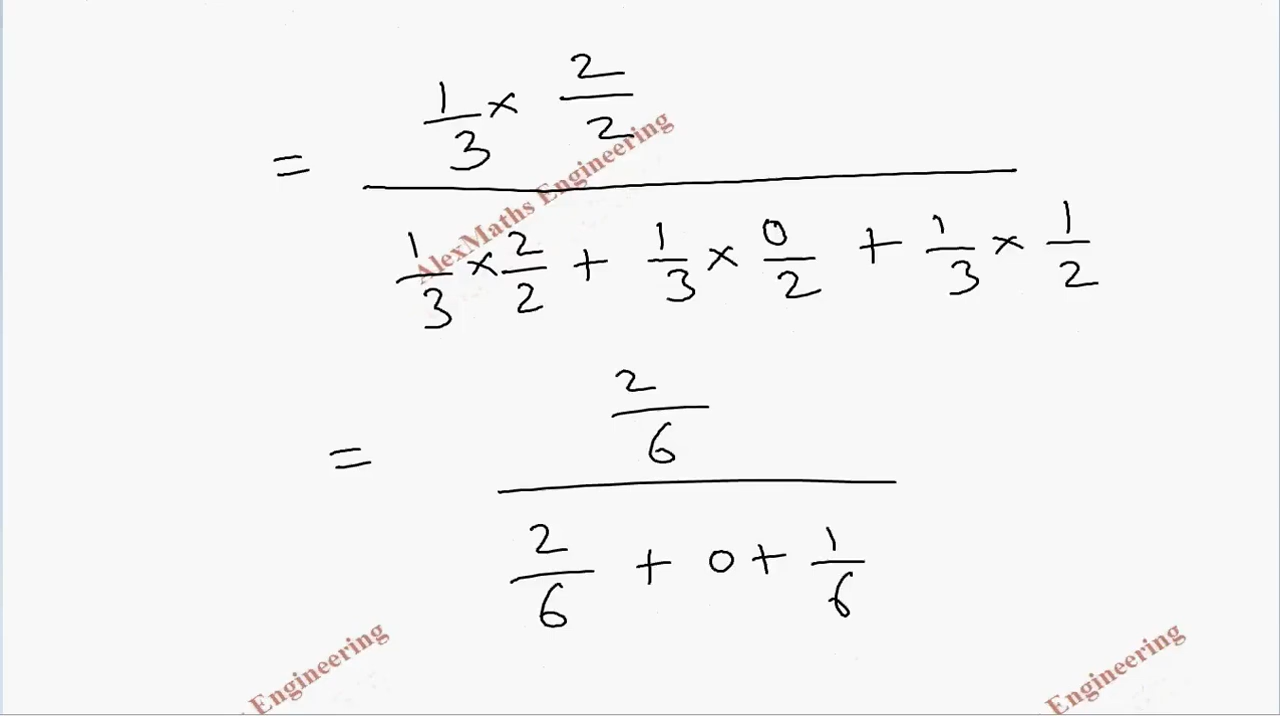 1/3 × 2/2
=
1/3 × 2/2 + 1/3 × 0/2 + 1/3 × 1/2
2/6
=
2/6 + 0 + 1/6
AlexMaths Engineering
Engineering
Engineering